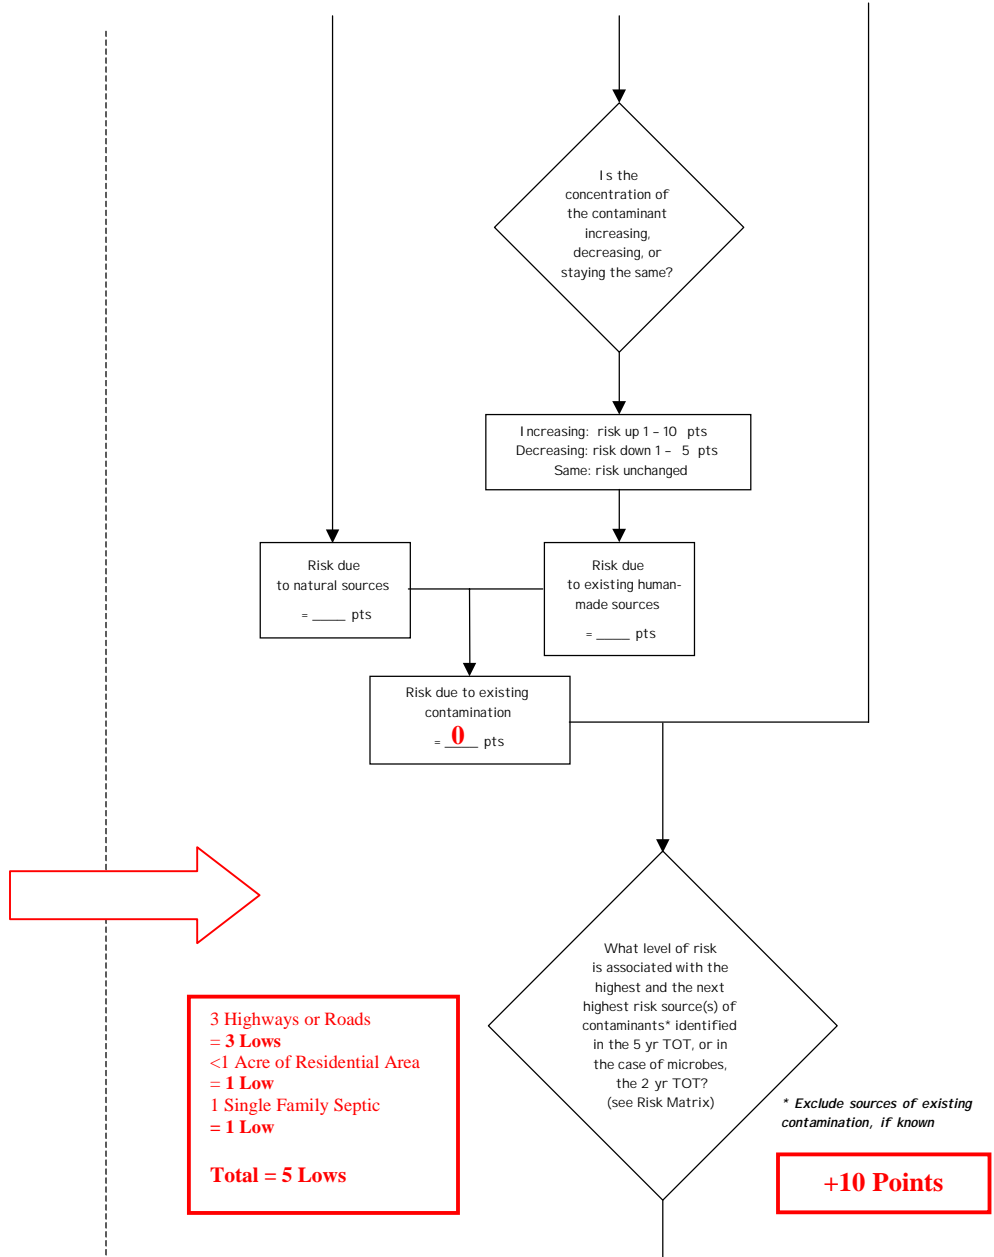 Is the
concentration of
the contaminant
increasing,
decreasing, or
staying the same?
Increasing: risk up 1 – 10 pts
Decreasing: risk down 1 – 5 pts
Same: risk unchanged
Risk due
to natural sources
= ____ pts
Risk due
to existing human-
made sources
= ____ pts
Risk due to existing
contamination
= 0 pts
What level of risk
is associated with the
highest and the next
highest risk source(s) of
contaminants* identified
in the 5 yr TOT, or in
the case of microbes,
the 2 yr TOT?
(see Risk Matrix)
3 Highways or Roads
= 3 Lows
<1 Acre of Residential Area
= 1 Low
1 Single Family Septic
= 1 Low
Total = 5 Lows
* Exclude sources of existing
contamination, if known
+10 Points